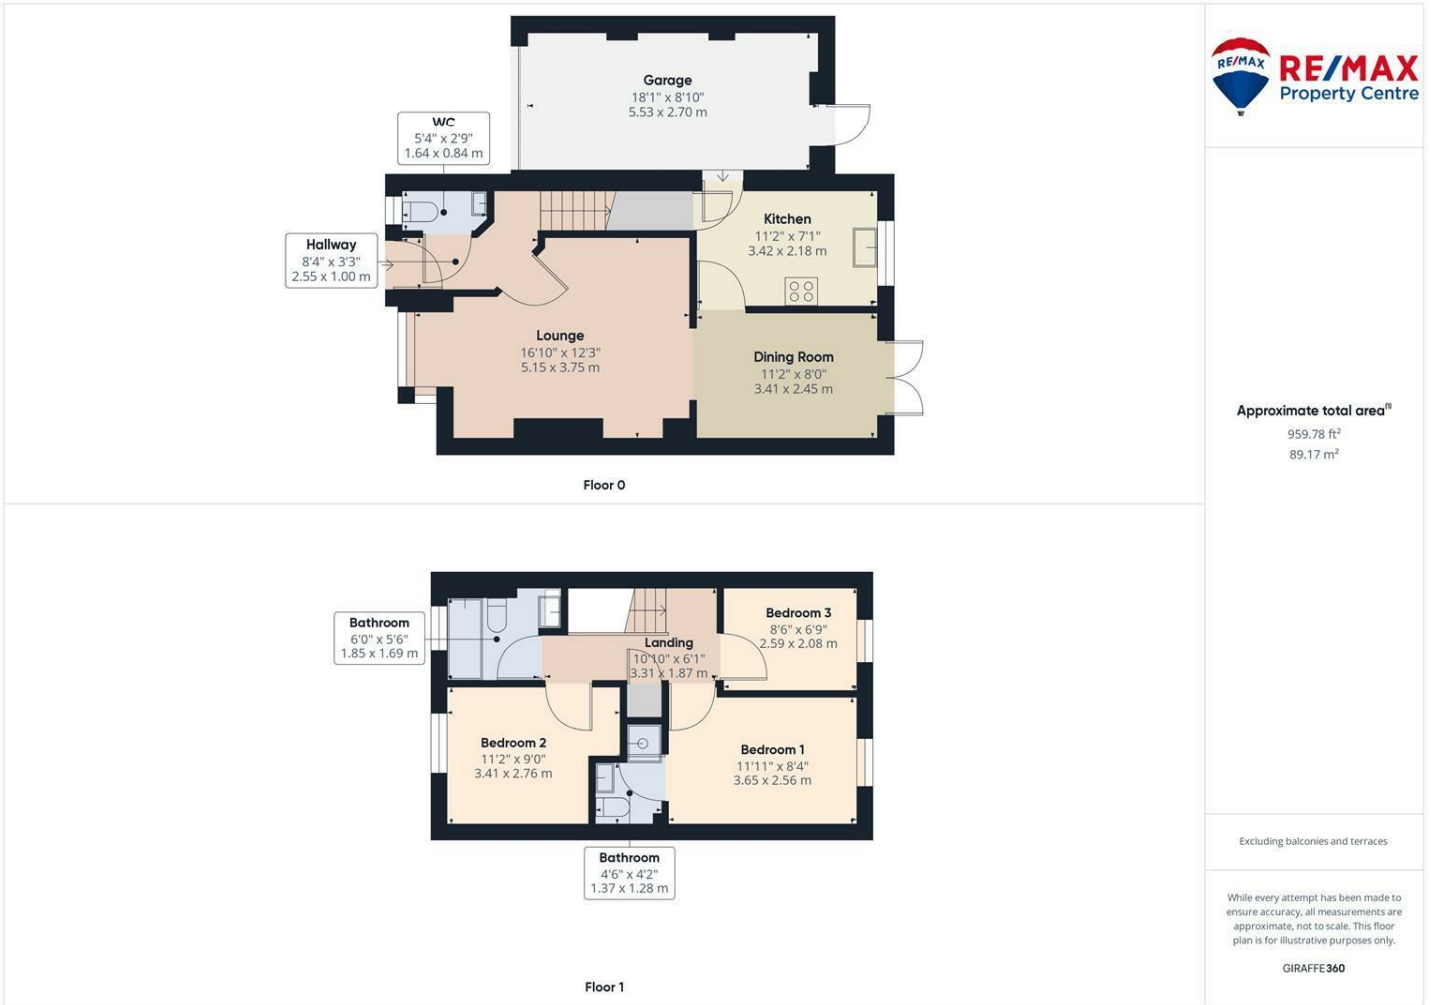 Garage
18'1" x 8'10"
5.53 x 2.70 m
WC
5'4" x 2'9"
1.64 x 0.84 m
Hallway
8'4" x 3'3"
2.55 x 1.00 m
Kitchen
11'2" x 7'1"
3.42 x 2.18 m
Lounge
16'10" x 12'3"
5.15 x 3.75 m
Dining Room
11'2" x 8'0"
3.41 x 2.45 m
Floor 0
Bathroom
6'0" x 5'6"
1.85 x 1.69 m
Landing
10'10" x 6'1"
3.31 x 1.87 m
Bedroom 3
8'6" x 6'9"
2.59 x 2.08 m
Bedroom 2
11'2" x 9'0"
3.41 x 2.76 m
Bedroom 1
11'11" x 8'4"
3.65 x 2.56 m
Bathroom
4'6" x 4'2"
1.37 x 1.28 m
Floor 1
RE/MAX
RE/MAX
Property Centre
Approximate total area⁽¹⁾
959.78 ft²
89.17 m²
Excluding balconies and terraces
While every attempt has been made to
ensure accuracy, all measurements are
approximate, not to scale. This floor
plan is for illustrative purposes only.
GIRAFFE360